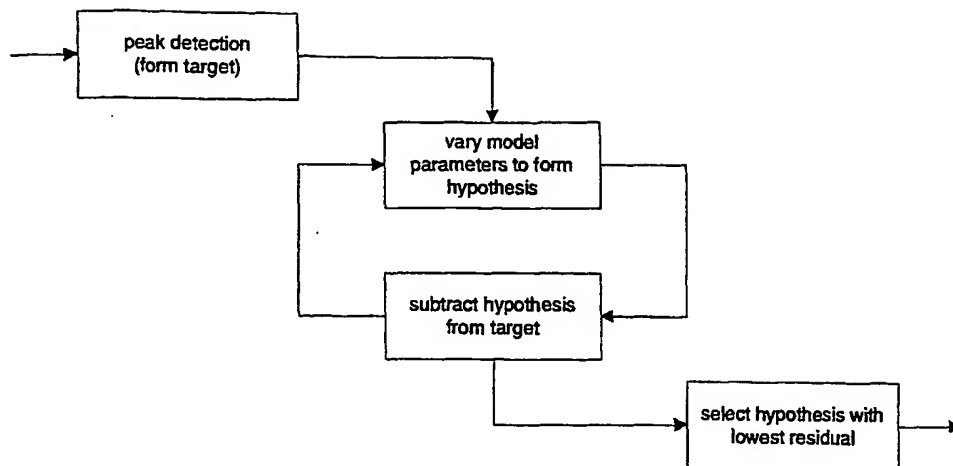 peak detection
(form target)
vary model
parameters to form
hypothesis
subtract hypothesis
from target
select hypothesis with
lowest residual